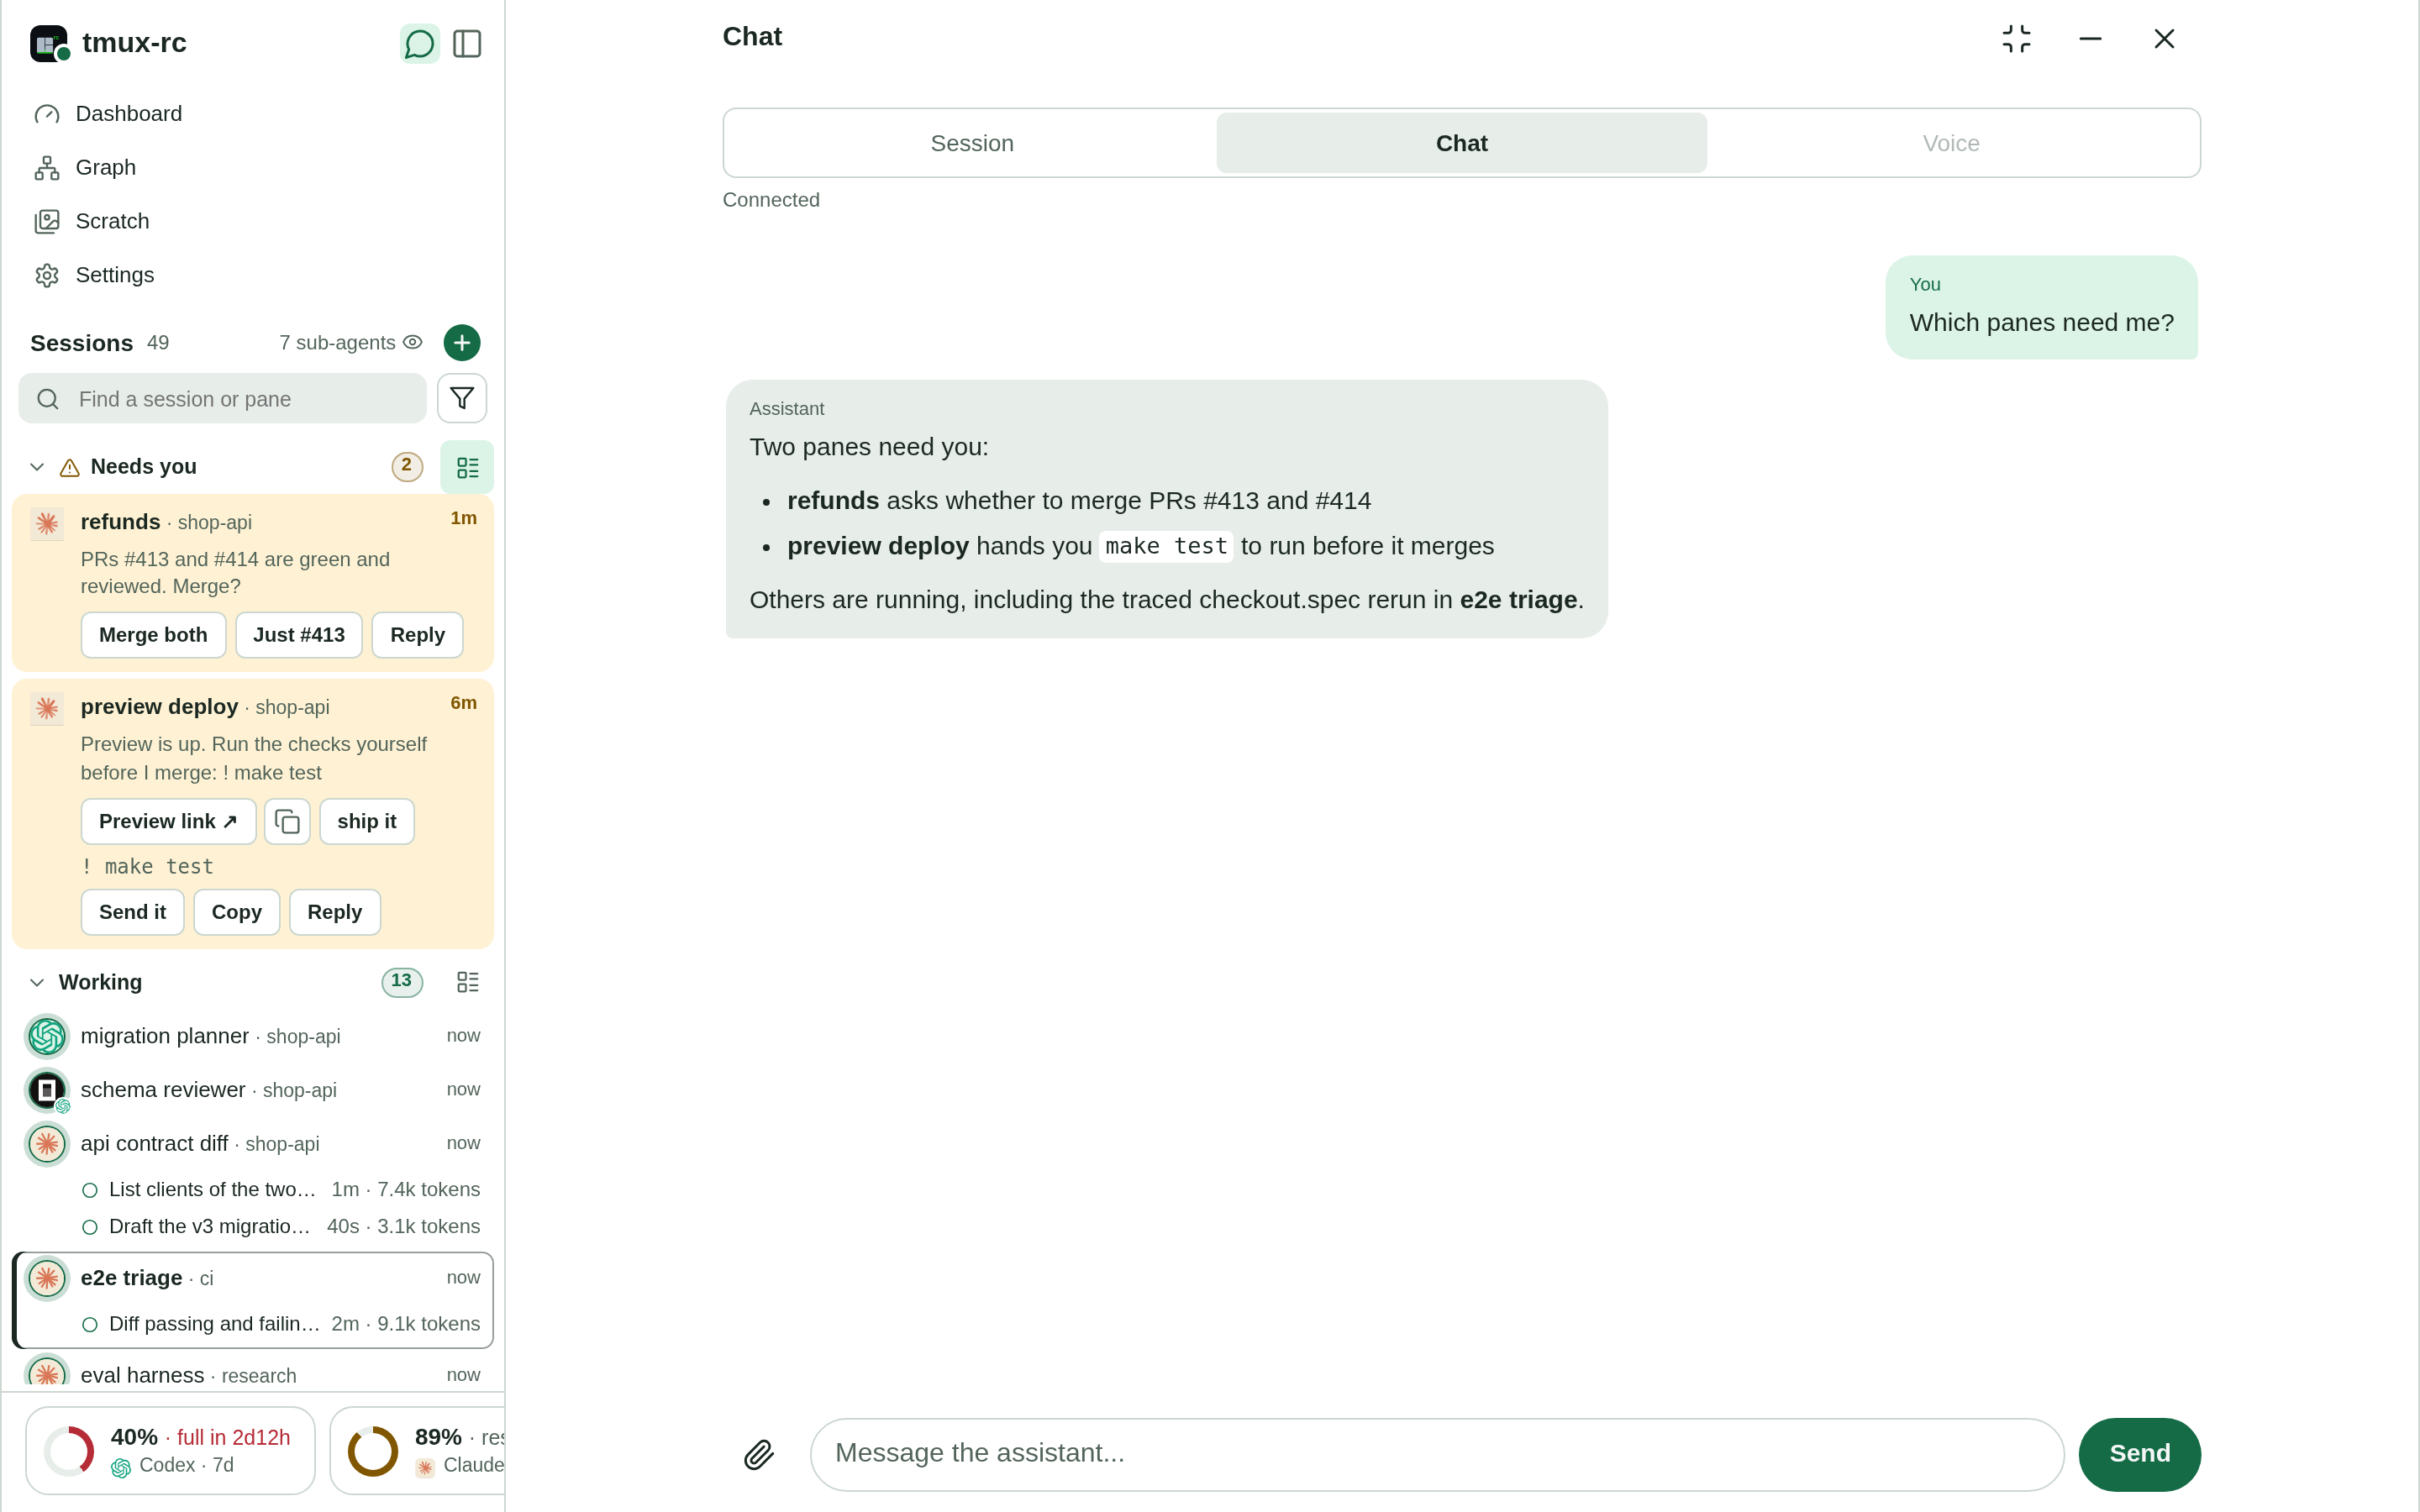 tmux-rc
Dashboard
Graph
Scratch
Settings
Sessions 49 7 sub-agents
Find a session or pane
Needs you 2
refunds · shop-api 1m
PRs #413 and #414 are green and
reviewed. Merge?
Merge both Just #413 Reply
preview deploy · shop-api 6m
Preview is up. Run the checks yourself
before I merge: ! make test
Preview link ↗ ship it
! make test
Send it Copy Reply
Working 13
migration planner · shop-api now
schema reviewer · shop-api now
api contract diff · shop-api now
List clients of the two… 1m · 7.4k tokens
Draft the v3 migratio… 40s · 3.1k tokens
e2e triage · ci now
Diff passing and failin… 2m · 9.1k tokens
eval harness · research now
40% · full in 2d12h
Codex · 7d
89% · res
Claude
Chat
Session Chat Voice
Connected
You
Which panes need me?
Assistant
Two panes need you:
• refunds asks whether to merge PRs #413 and #414
• preview deploy hands you make test to run before it merges
Others are running, including the traced checkout.spec rerun in e2e triage.
Message the assistant...
Send